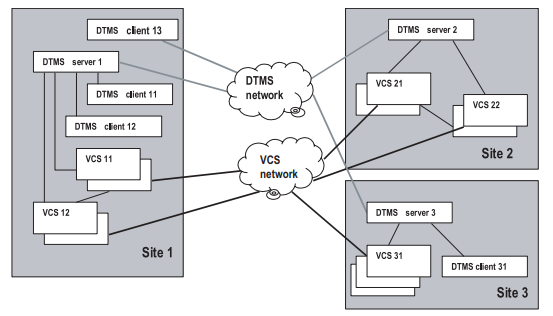 DTMS client 13
DTMS server 1
DTMS client 11
DTMS client 12
VCS 11
VCS 12
Site 1
DTMS
network
VCS
network
DTMS server 2
VCS 21
VCS 22
Site 2
DTMS server 3
VCS 31
DTMS client 31
Site 3